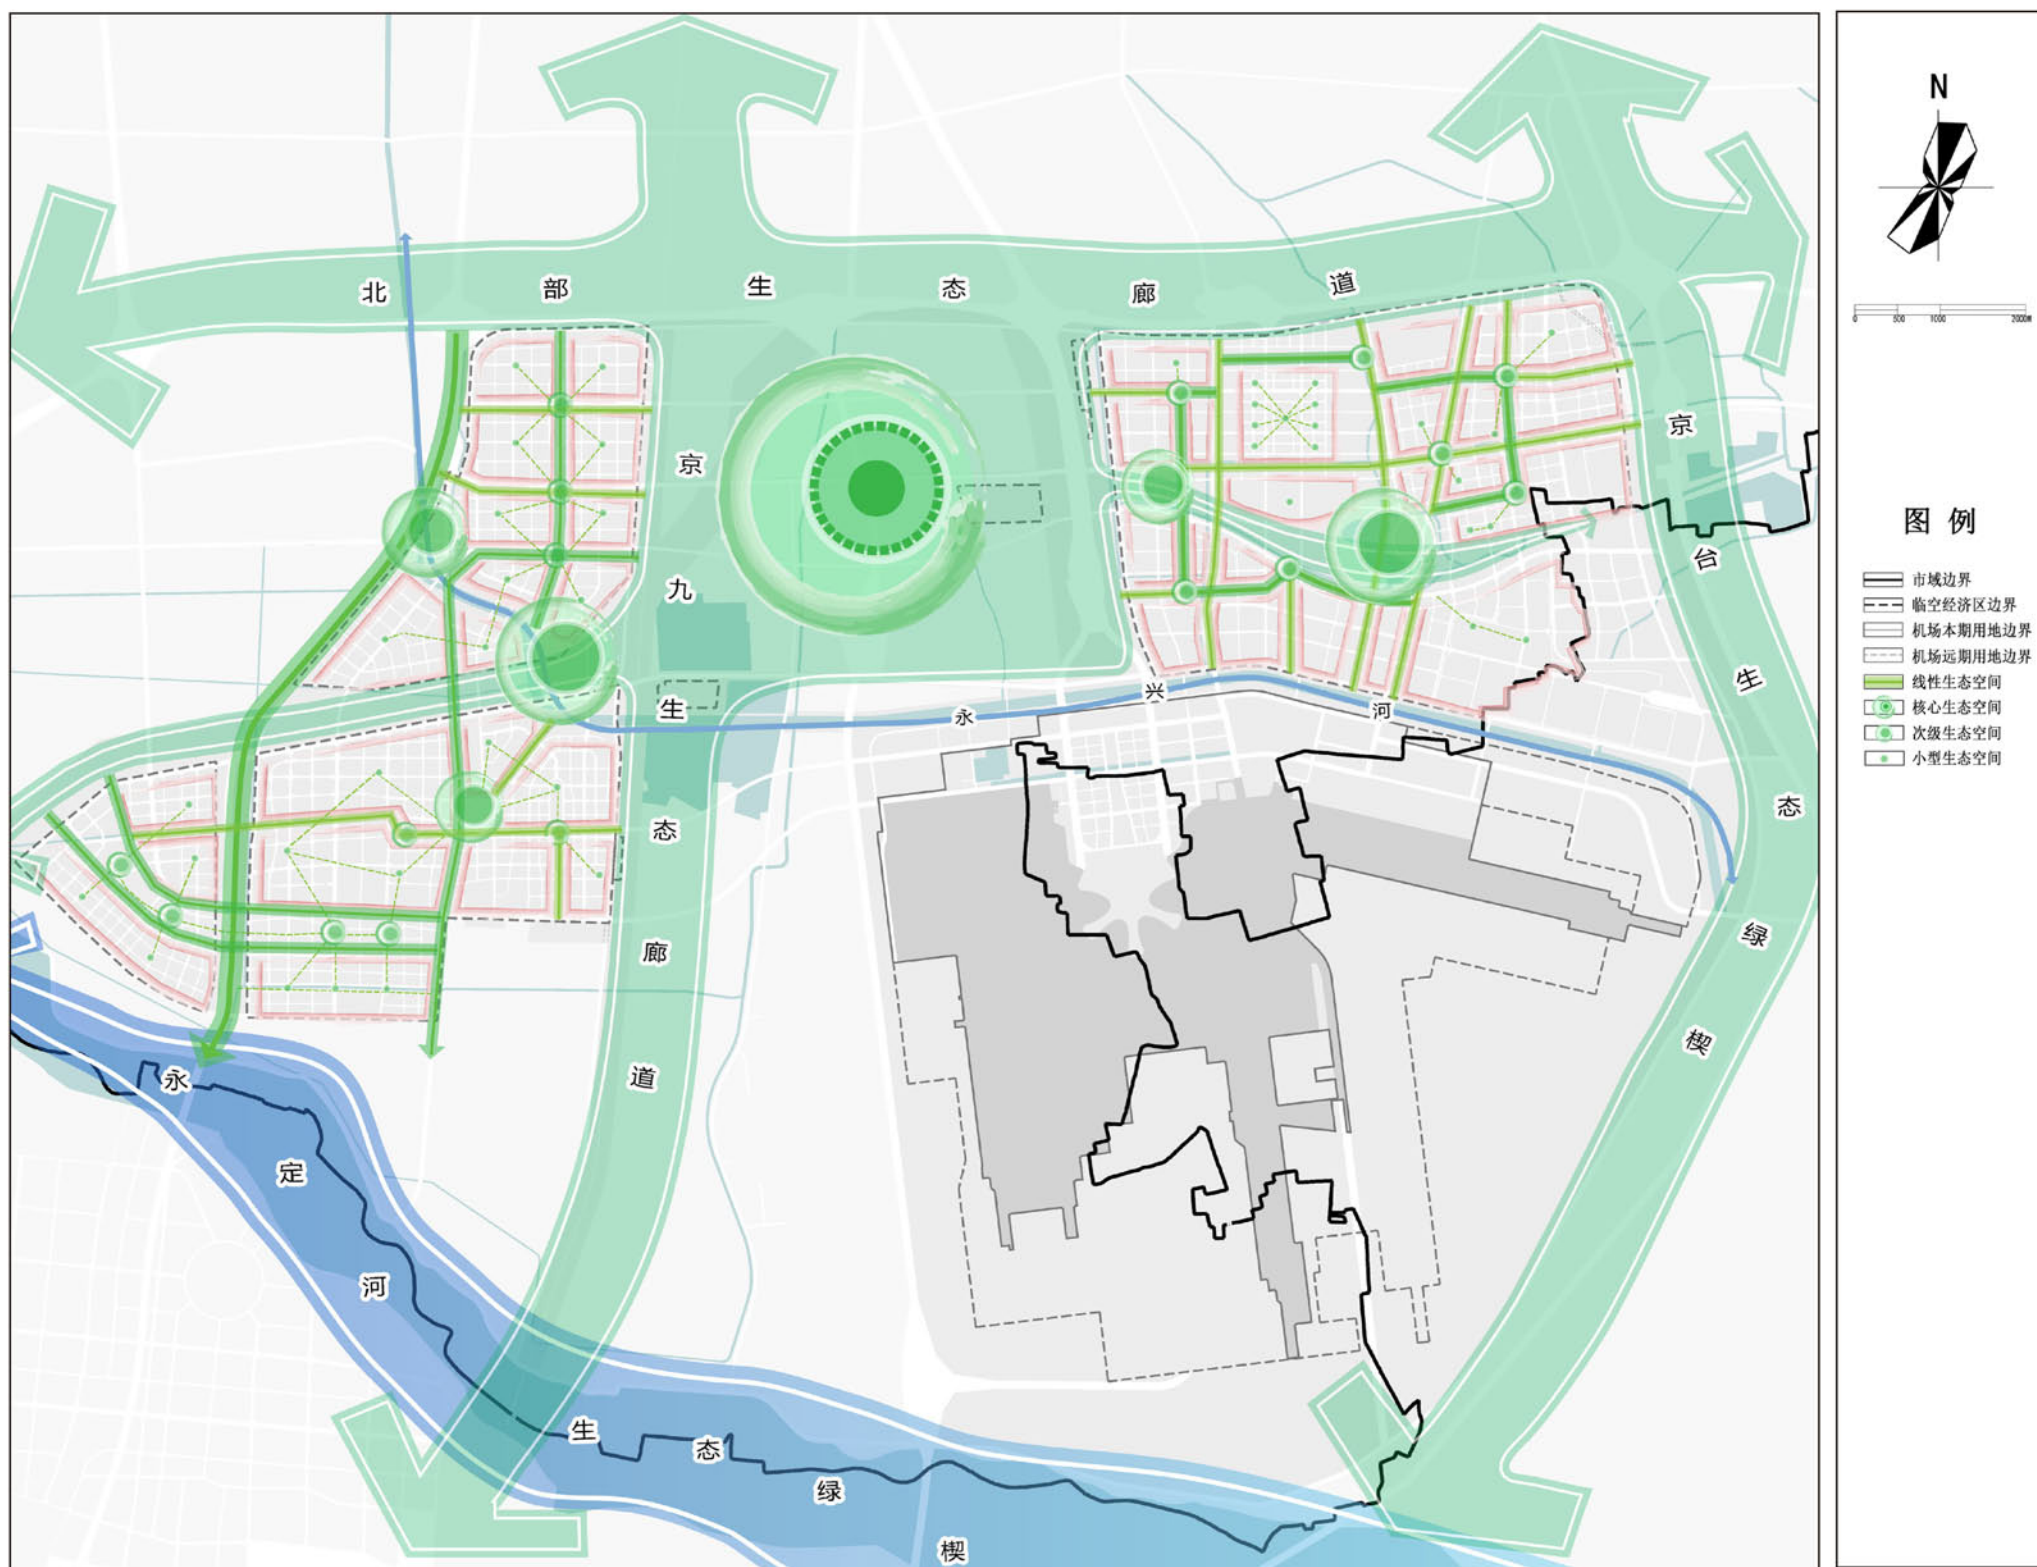 北部生态廊道
京九生态廊道
京台生态绿楔
永兴河
永定河生态绿楔
N
0 500 1000 2000M
图例
市域边界
临空经济区边界
机场本期用地边界
机场远期用地边界
线性生态空间
核心生态空间
次级生态空间
小型生态空间